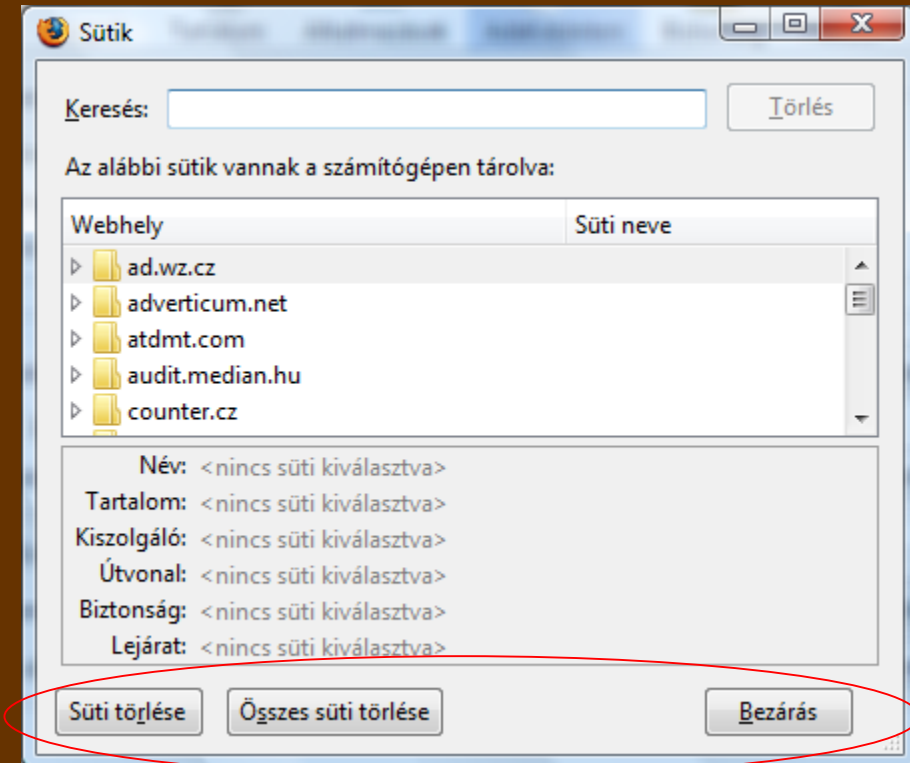 Sütik
Keresés:
Törlés
Az alábbi sütik vannak a számítógépen tárolva:
Webhely Süti neve
ad.wz.cz
adverticum.net
atdmt.com
audit.median.hu
counter.cz
Név: <nincs süti kiválasztva>
Tartalom: <nincs süti kiválasztva>
Kiszolgáló: <nincs süti kiválasztva>
Útvonal: <nincs süti kiválasztva>
Biztonság: <nincs süti kiválasztva>
Lejárat: <nincs süti kiválasztva>
Süti törlése Összes süti törlése Bezárás